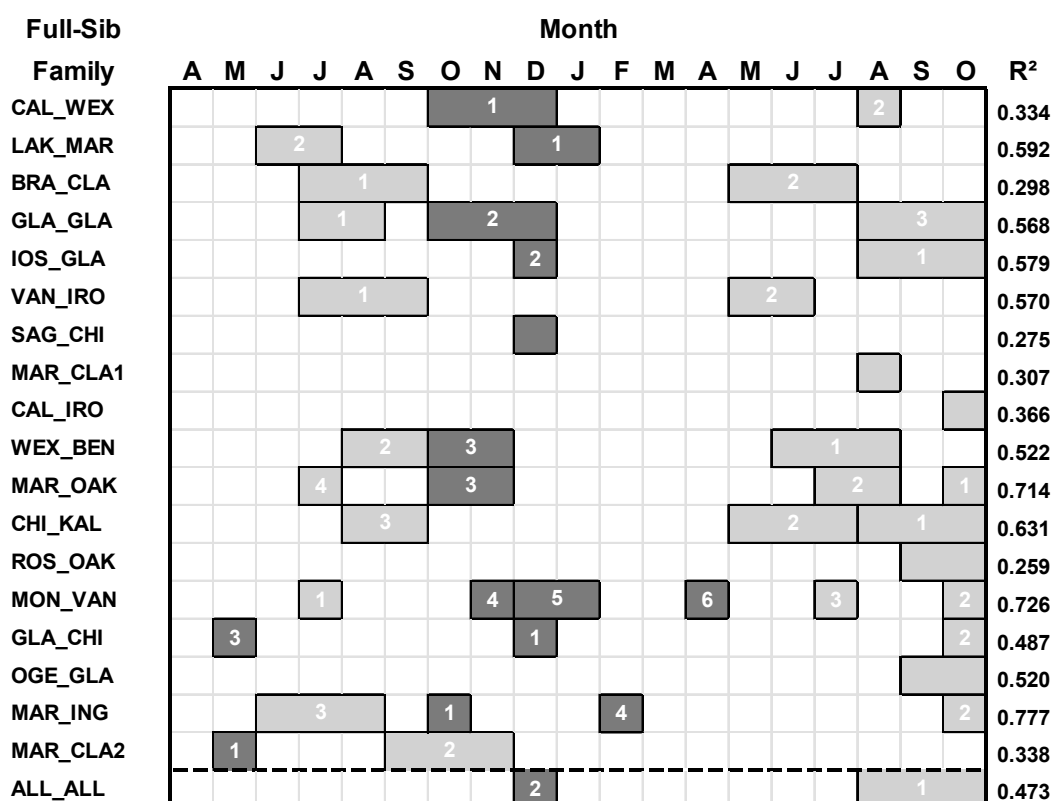 Full-Sib Month
Family A M J J A S O N D J F M A M J J A S O R²
CAL_WEX 1 2 0.334
LAK_MAR 2 1 0.592
BRA_CLA 1 2 0.298
GLA_GLA 1 2 3 0.568
IOS_GLA 2 1 0.579
VAN_IRO 1 2 0.570
SAG_CHI 0.275
MAR_CLA1 0.307
CAL_IRO 0.366
WEX_BEN 2 3 1 0.522
MAR_OAK 4 3 2 1 0.714
CHI_KAL 3 2 1 0.631
ROS_OAK 0.259
MON_VAN 1 4 5 6 3 2 0.726
GLA_CHI 3 1 2 0.487
OGE_GLA 0.520
MAR_ING 3 1 4 2 0.777
MAR_CLA2 1 2 0.338
ALL_ALL 2 1 0.473